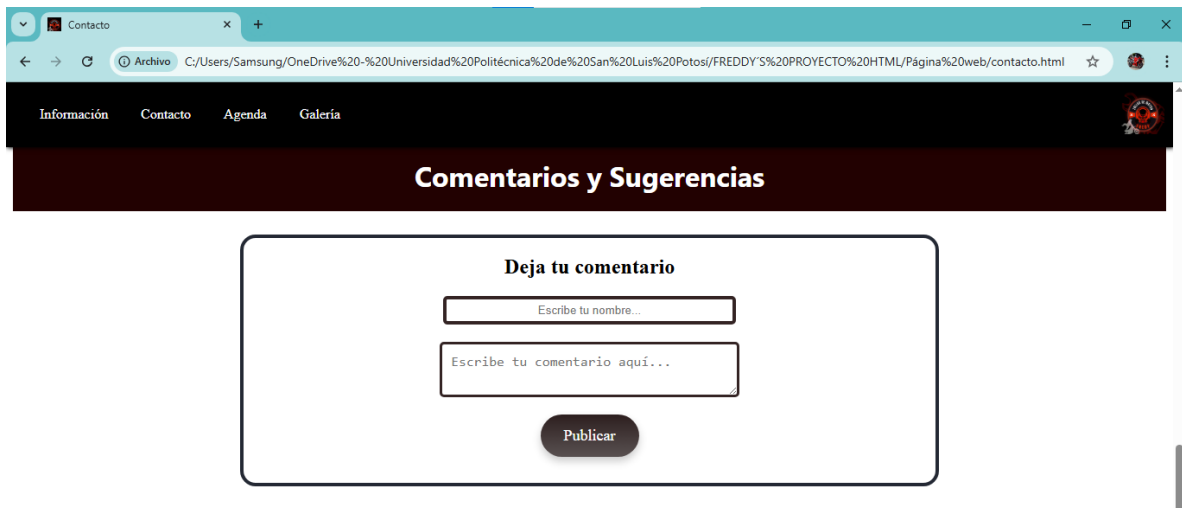 Contacto
Archivo C:/Users/Samsung/OneDrive%20-%20Universidad%20Politécnica%20de%20San%20Luis%20Potosí/FREDDY´S%20PROYECTO%20HTML/Página%20web/contacto.html
Información Contacto Agenda Galería
Comentarios y Sugerencias
Deja tu comentario
Escribe tu nombre...
Escribe tu comentario aquí...
Publicar